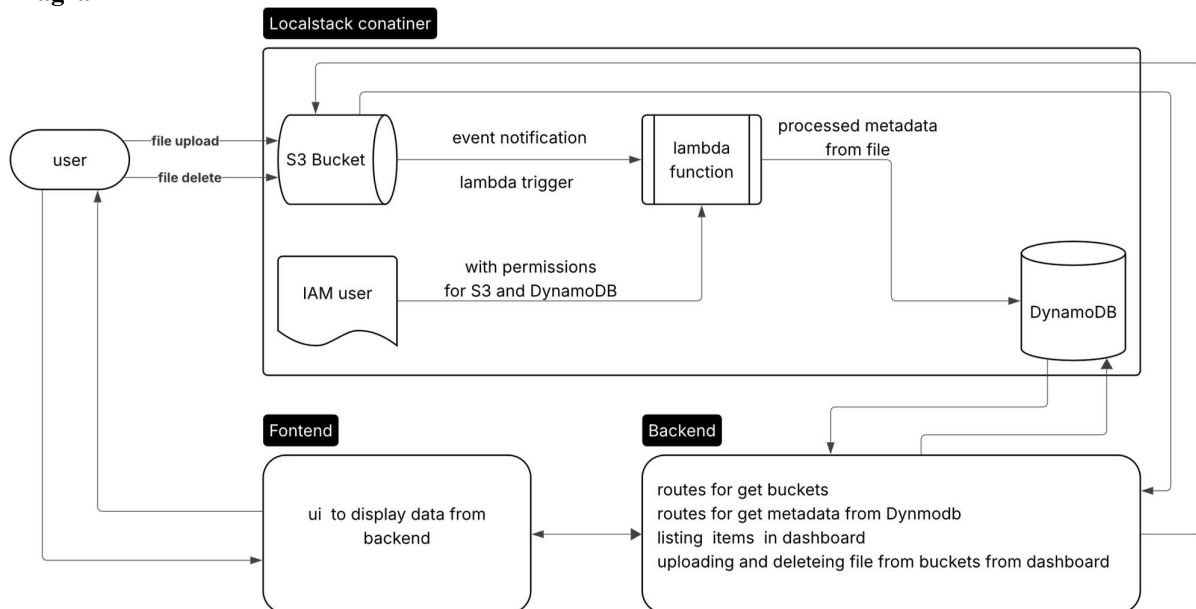 Localstack conatiner
user
file upload
file delete
S3 Bucket
event notification
lambda trigger
lambda
function
processed metadata
from file
IAM user
with permissions
for S3 and DynamoDB
DynamoDB
Fontend
ui to display data from
backend
Backend
routes for get buckets
routes for get metadata from Dynmodb
listing items in dashboard
uploading and deleteing file from buckets from dashboard